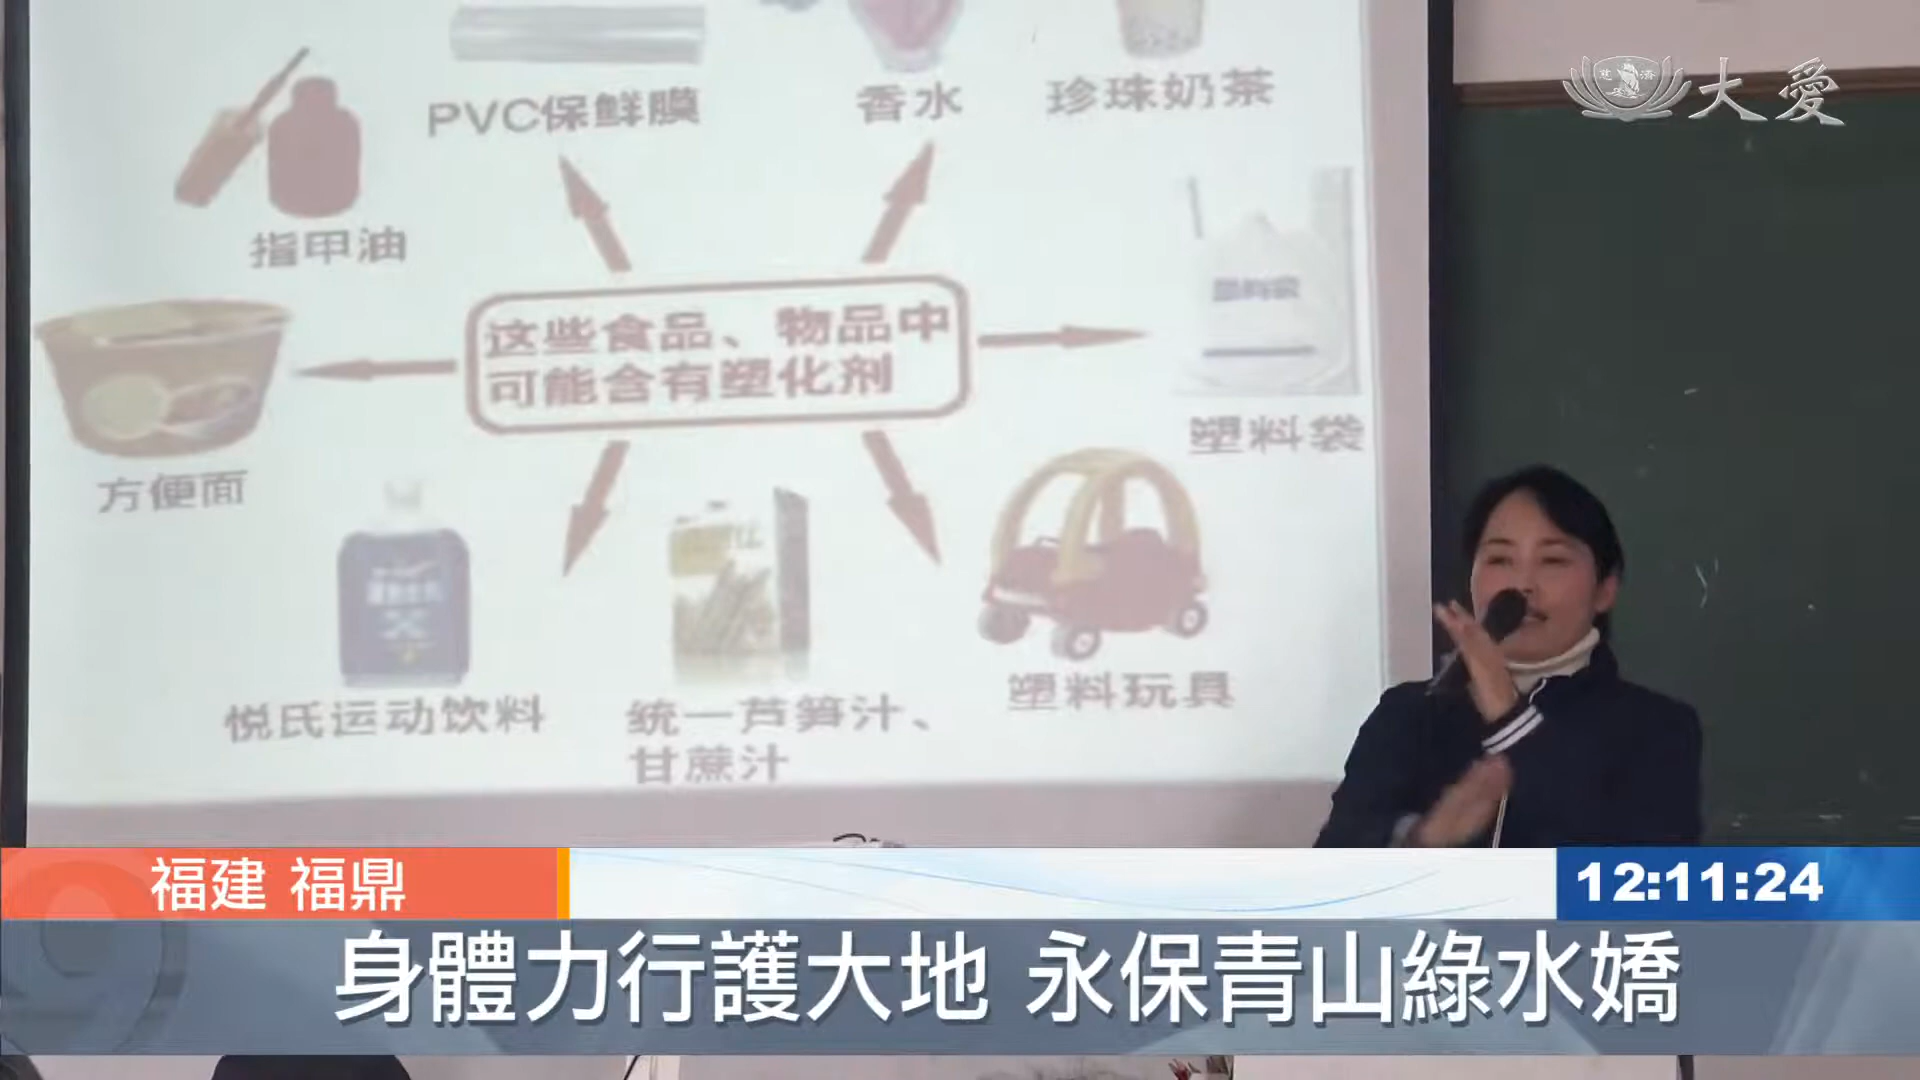 大愛
慈濟
PVC保鲜膜
香水
珍珠奶茶
指甲油
这些食品、物品中
可能含有塑化剂
方便面
塑料袋
悦氏运动饮料
统一芦笋汁、
甘蔗汁
塑料玩具
福建 福鼎
12:11:24
身體力行護大地 永保青山綠水嬌